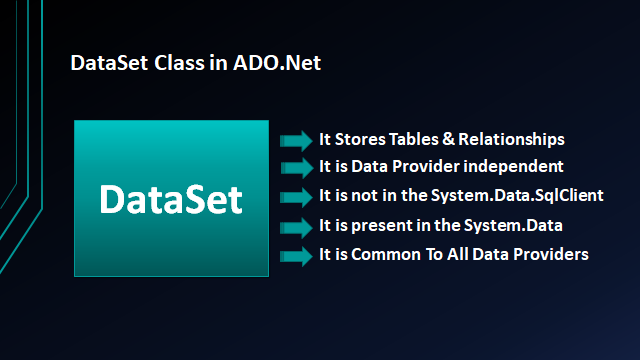 DataSet Class in ADO.Net
DataSet
It Stores Tables & Relationships
It is Data Provider independent
It is not in the System.Data.SqlClient
It is present in the System.Data
It is Common To All Data Providers